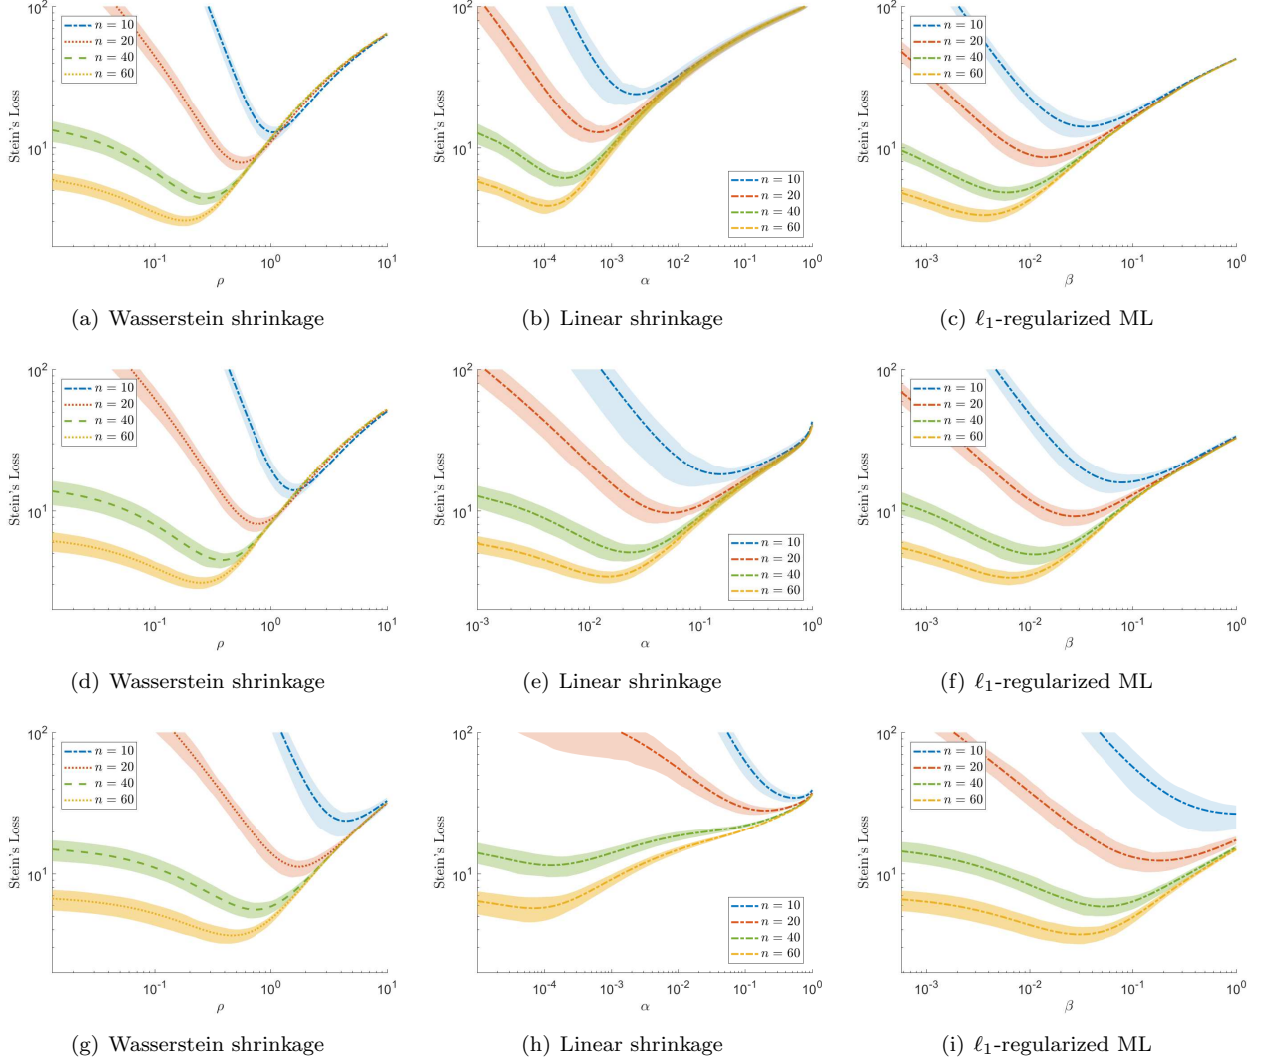 10^2
10^1
Stein's Loss
n = 10
n = 20
n = 40
n = 60
10^-1 10^0 10^1
ρ
(a) Wasserstein shrinkage
10^2
10^1
Stein's Loss
n = 10
n = 20
n = 40
n = 60
10^-4 10^-3 10^-2 10^-1 10^0
α
(b) Linear shrinkage
10^2
10^1
Stein's Loss
n = 10
n = 20
n = 40
n = 60
10^-3 10^-2 10^-1 10^0
β
(c) ℓ1-regularized ML
10^2
10^1
Stein's Loss
n = 10
n = 20
n = 40
n = 60
10^-1 10^0 10^1
ρ
(d) Wasserstein shrinkage
10^2
10^1
Stein's Loss
n = 10
n = 20
n = 40
n = 60
10^-3 10^-2 10^-1 10^0
α
(e) Linear shrinkage
10^2
10^1
Stein's Loss
n = 10
n = 20
n = 40
n = 60
10^-3 10^-2 10^-1 10^0
β
(f) ℓ1-regularized ML
10^2
10^1
Stein's Loss
n = 10
n = 20
n = 40
n = 60
10^-1 10^0 10^1
ρ
(g) Wasserstein shrinkage
10^2
10^1
Stein's Loss
n = 10
n = 20
n = 40
n = 60
10^-4 10^-3 10^-2 10^-1 10^0
α
(h) Linear shrinkage
10^2
10^1
Stein's Loss
n = 10
n = 20
n = 40
n = 60
10^-3 10^-2 10^-1 10^0
β
(i) ℓ1-regularized ML